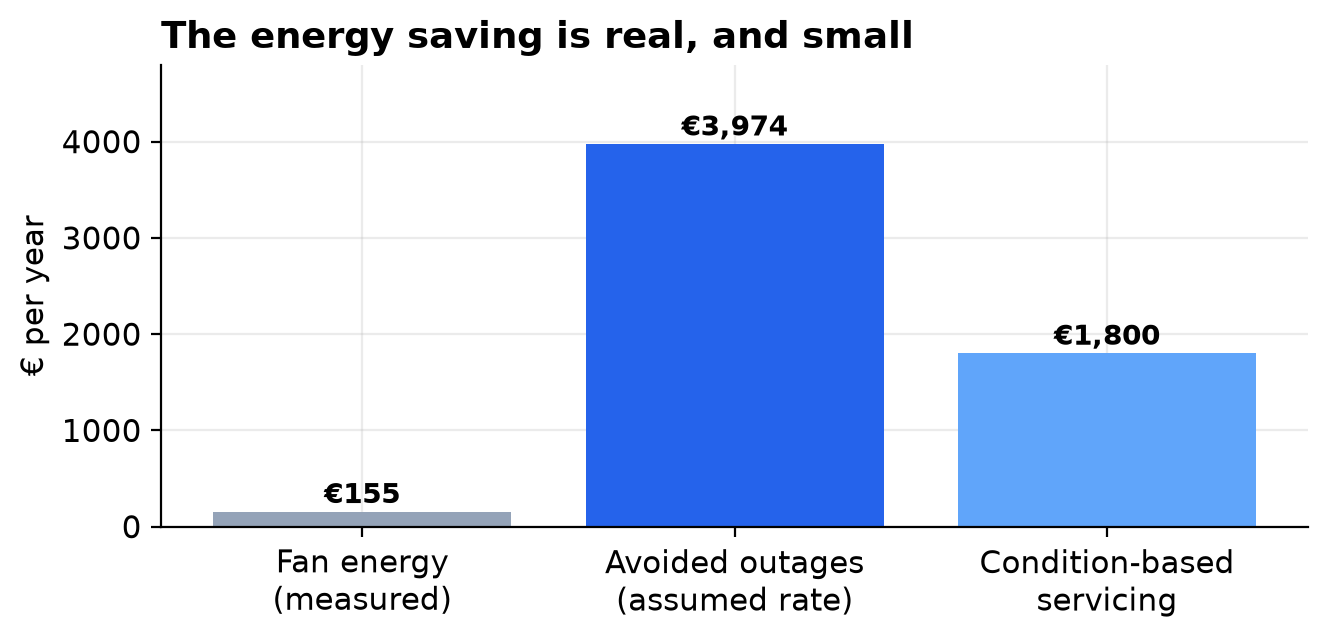 The energy saving is real, and small
€ per year
4000
3000
2000
1000
0
€155
€3,974
€1,800
Fan energy
(measured)
Avoided outages
(assumed rate)
Condition-based
servicing